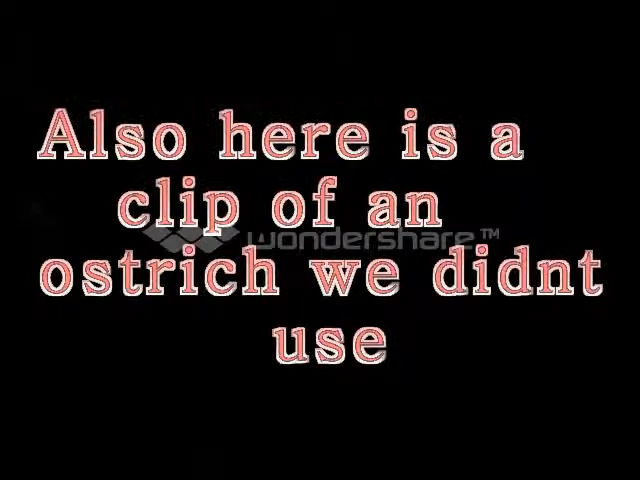 Also here is a
clip of an
wondershare™
ostrich we didnt
use